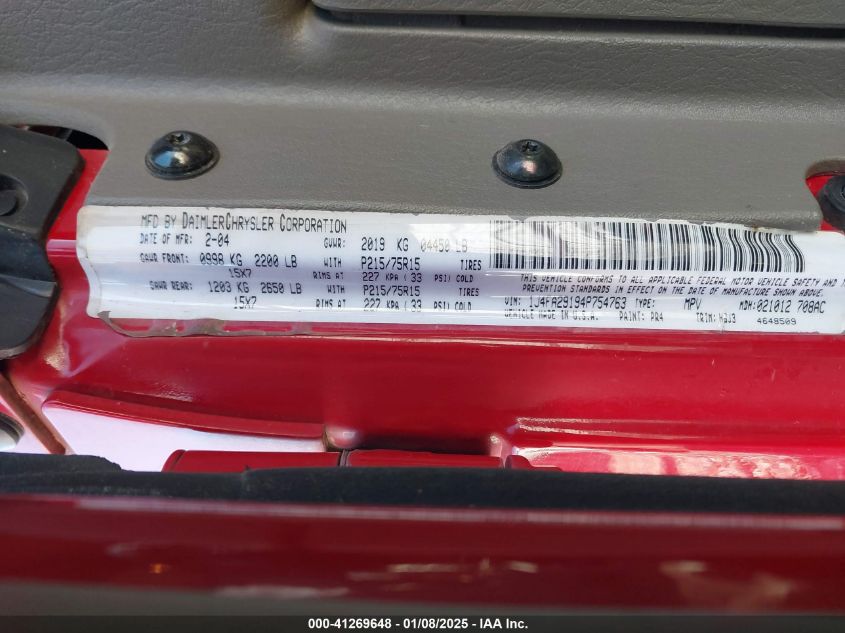 MFD BY DAIMLERCHRYSLER CORPORATION
DATE OF MFR: 2-04 GVWR: 2019 KG 04450 LB
GAWR FRONT: 0998 KG 2200 LB WITH P215/75R15 TIRES
15X7 RIMS AT 227 KPA ( 33 PSI) COLD
GAWR REAR: 1203 KG 2650 LB WITH P215/75R15 TIRES
15X7 RIMS AT 227 KPA ( 33 PSI) COLD
THIS VEHICLE CONFORMS TO ALL APPLICABLE FEDERAL MOTOR VEHICLE SAFETY AND
PREVENTION STANDARDS IN EFFECT ON THE DATE OF MANUFACTURE SHOWN ABOVE.
VIN: 1J4FA29194P754763 TYPE: MPV MDH: 021012 708AC
VEHICLE MADE IN U.S.A. PAINT: PR4 TRIM: 4648509
000-41269648 - 01/08/2025 - IAA Inc.